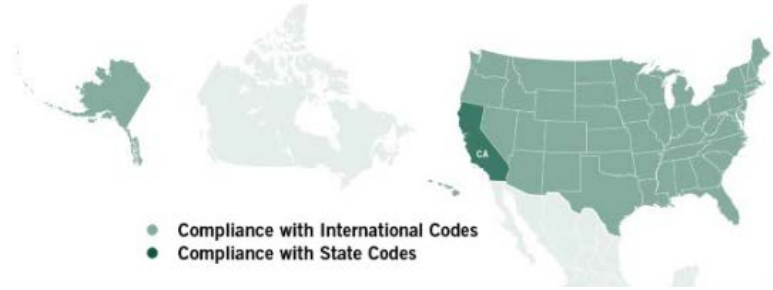 CA
Compliance with International Codes
Compliance with State Codes